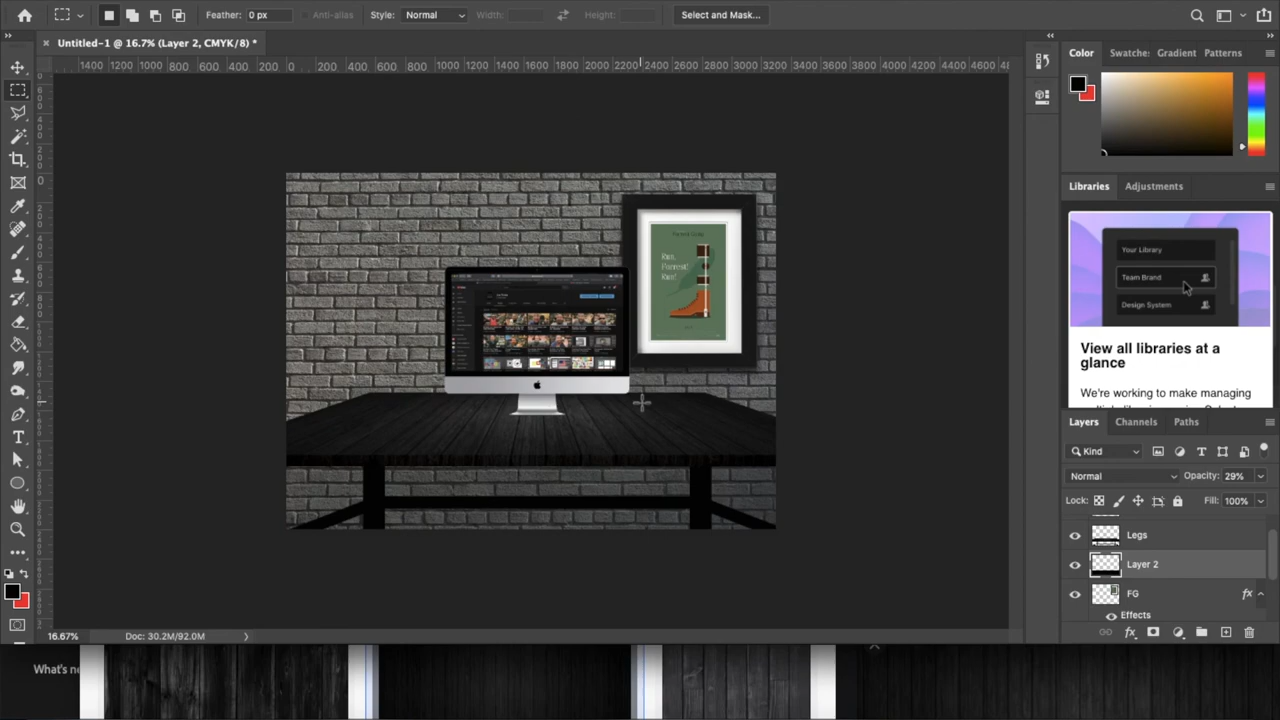 Feather: 0 px Anti-alias Style: Normal Width: Height: Select and Mask...
Untitled-1 @ 16.7% (Layer 2, CMYK/8) *
1400 1200 1000 800 600 400 200 0 200 400 600 800 1000 1200 1400 1600 1800 2000 2200 2400 2600 2800 3000 3200 3400 3600 3800 4000 4200 4400 4600
Color Swatche: Gradient Patterns
Libraries Adjustments
Your Library
Team Brand
Design System
View all libraries at a
glance
We're working to make managing
Layers Channels Paths
Kind
Normal Opacity: 29%
Lock: Fill: 100%
Legs
Layer 2
FG fx
Effects
Run,
Forrest!
Run!
16.67% Doc: 30.2M/92.0M
What's ne